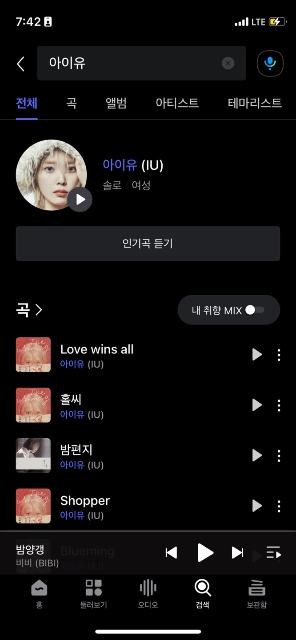 7:42
LTE
아이유
전체 곡 앨범 아티스트 테마리스트
아이유 (IU)
솔로 여성
인기곡 듣기
곡
내 취향 MIX
Love wins all
아이유 (IU)
홀씨
아이유 (IU)
밤편지
아이유 (IU)
Shopper
아이유 (IU)
Blueming
밤양갱
비비 (BIBI)
홈 둘러보기 오디오 검색 보관함